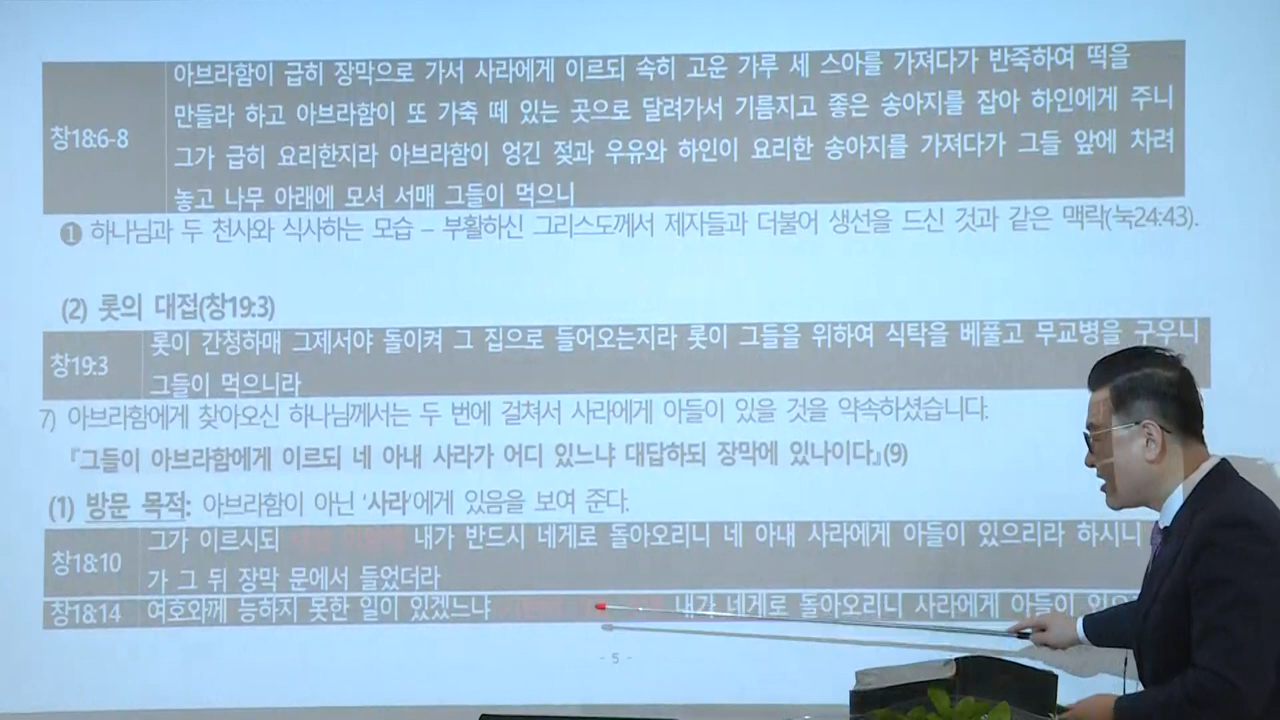 아브라함이 급히 장막으로 가서 사라에게 이르되 속히 고운 가루 세 스아를 가져다가 반죽하여 떡을
만들라 하고 아브라함이 또 가축 떼 있는 곳으로 달려가서 기름지고 좋은 송아지를 잡아 하인에게 주니
창18:6-8
그가 급히 요리한지라 아브라함이 엉긴 젖과 우유와 하인이 요리한 송아지를 가져다가 그들 앞에 차려
놓고 나무 아래에 모셔 서매 그들이 먹으니
❶ 하나님과 두 천사와 식사하는 모습 – 부활하신 그리스도께서 제자들과 더불어 생선을 드신 것과 같은 맥락(눅24:43).
(2) 롯의 대접(창19:3)
롯이 간청하매 그제서야 돌이켜 그 집으로 들어오는지라 롯이 그들을 위하여 식탁을 베풀고 무교병을 구우니
창19:3
그들이 먹으니라
7) 아브라함에게 찾아오신 하나님께서는 두 번에 걸쳐서 사라에게 아들이 있을 것을 약속하셨습니다.
『그들이 아브라함에게 이르되 네 아내 사라가 어디 있느냐 대답하되 장막에 있나이다』(9)
(1) 방문 목적: 아브라함이 아닌 '사라'에게 있음을 보여 준다.
그가 이르시되 내가 반드시 네게로 돌아오리니 네 아내 사라에게 아들이 있으리라 하시니
창18:10
가 그 뒤 장막 문에서 들었더라
창18:14 여호와께 능하지 못한 일이 있겠느냐 내가 네게로 돌아오리니 사라에게 아들이
- 5 -